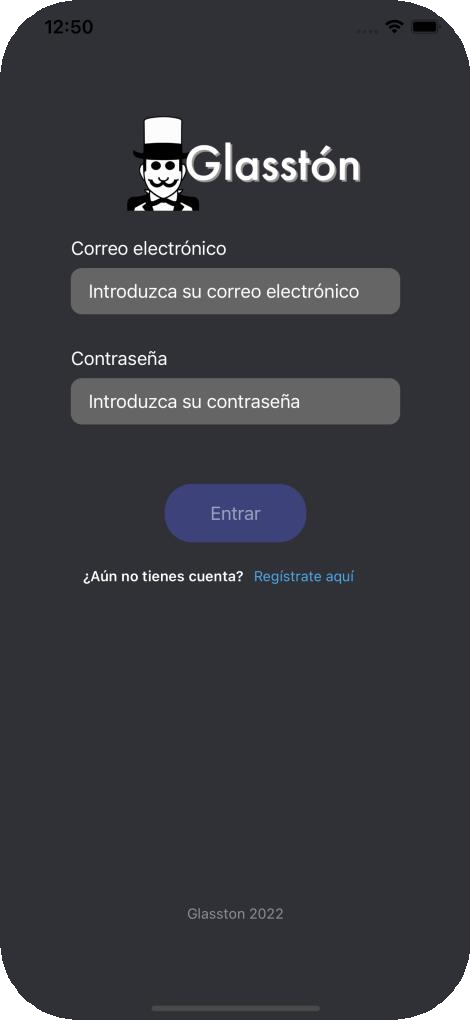 12:50
Glasstón
Correo electrónico
Introduzca su correo electrónico
Contraseña
Introduzca su contraseña
Entrar
¿Aún no tienes cuenta? Regístrate aquí
Glasston 2022